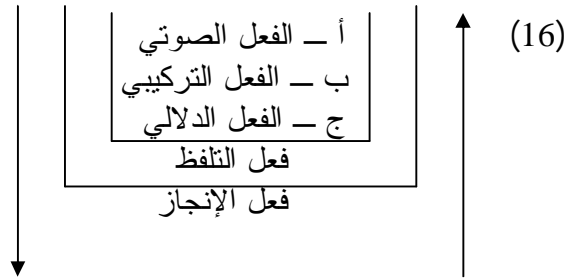 (16)
أ ــ الفعل الصوتي
ب ــ الفعل التركيبي
ج ــ الفعل الدلالي
فعل التلفظ
فعل الإنجاز